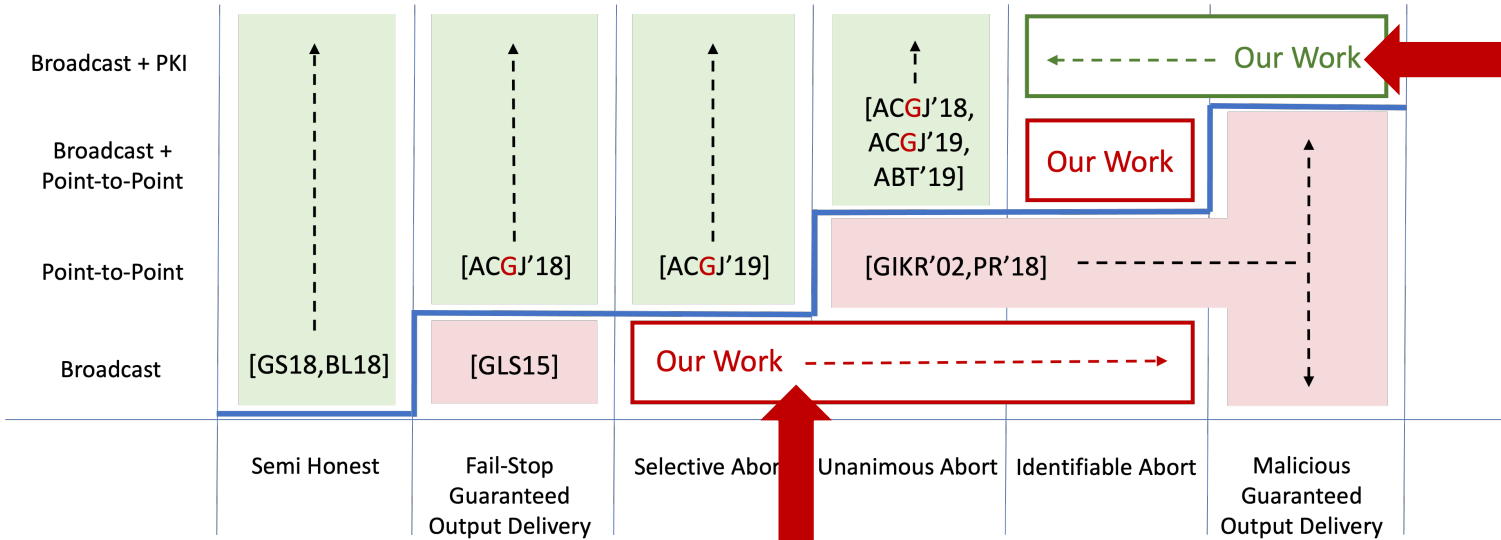 Broadcast + PKI
Our Work
[ACGJ’18,
ACGJ’19,
ABT’19]
Broadcast +
Point-to-Point
Our Work
Point-to-Point
[ACGJ’18]
[ACGJ’19]
[GIKR’02,PR’18]
Broadcast
[GS18,BL18]
[GLS15]
Our Work
Semi Honest
Fail-Stop
Guaranteed
Output Delivery
Selective Abor
Unanimous Abort
Identifiable Abort
Malicious
Guaranteed
Output Delivery